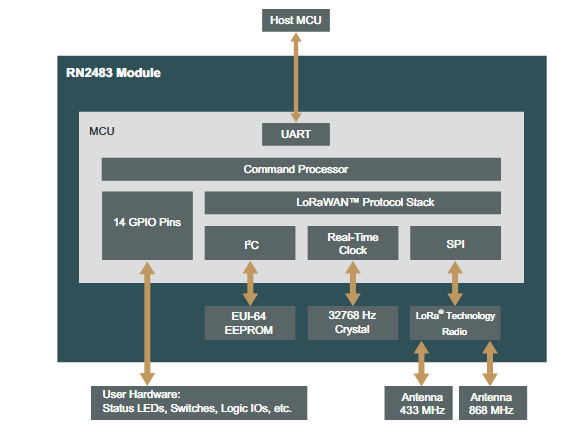 Host MCU
RN2483 Module
MCU
UART
Command Processor
14 GPIO Pins
LoRaWAN™ Protocol Stack
I²C
Real-Time
Clock
SPI
EUI-64
EEPROM
32768 Hz
Crystal
LoRa® Technology
Radio
User Hardware:
Status LEDs, Switches, Logic IOs, etc.
Antenna
433 MHz
Antenna
868 MHz